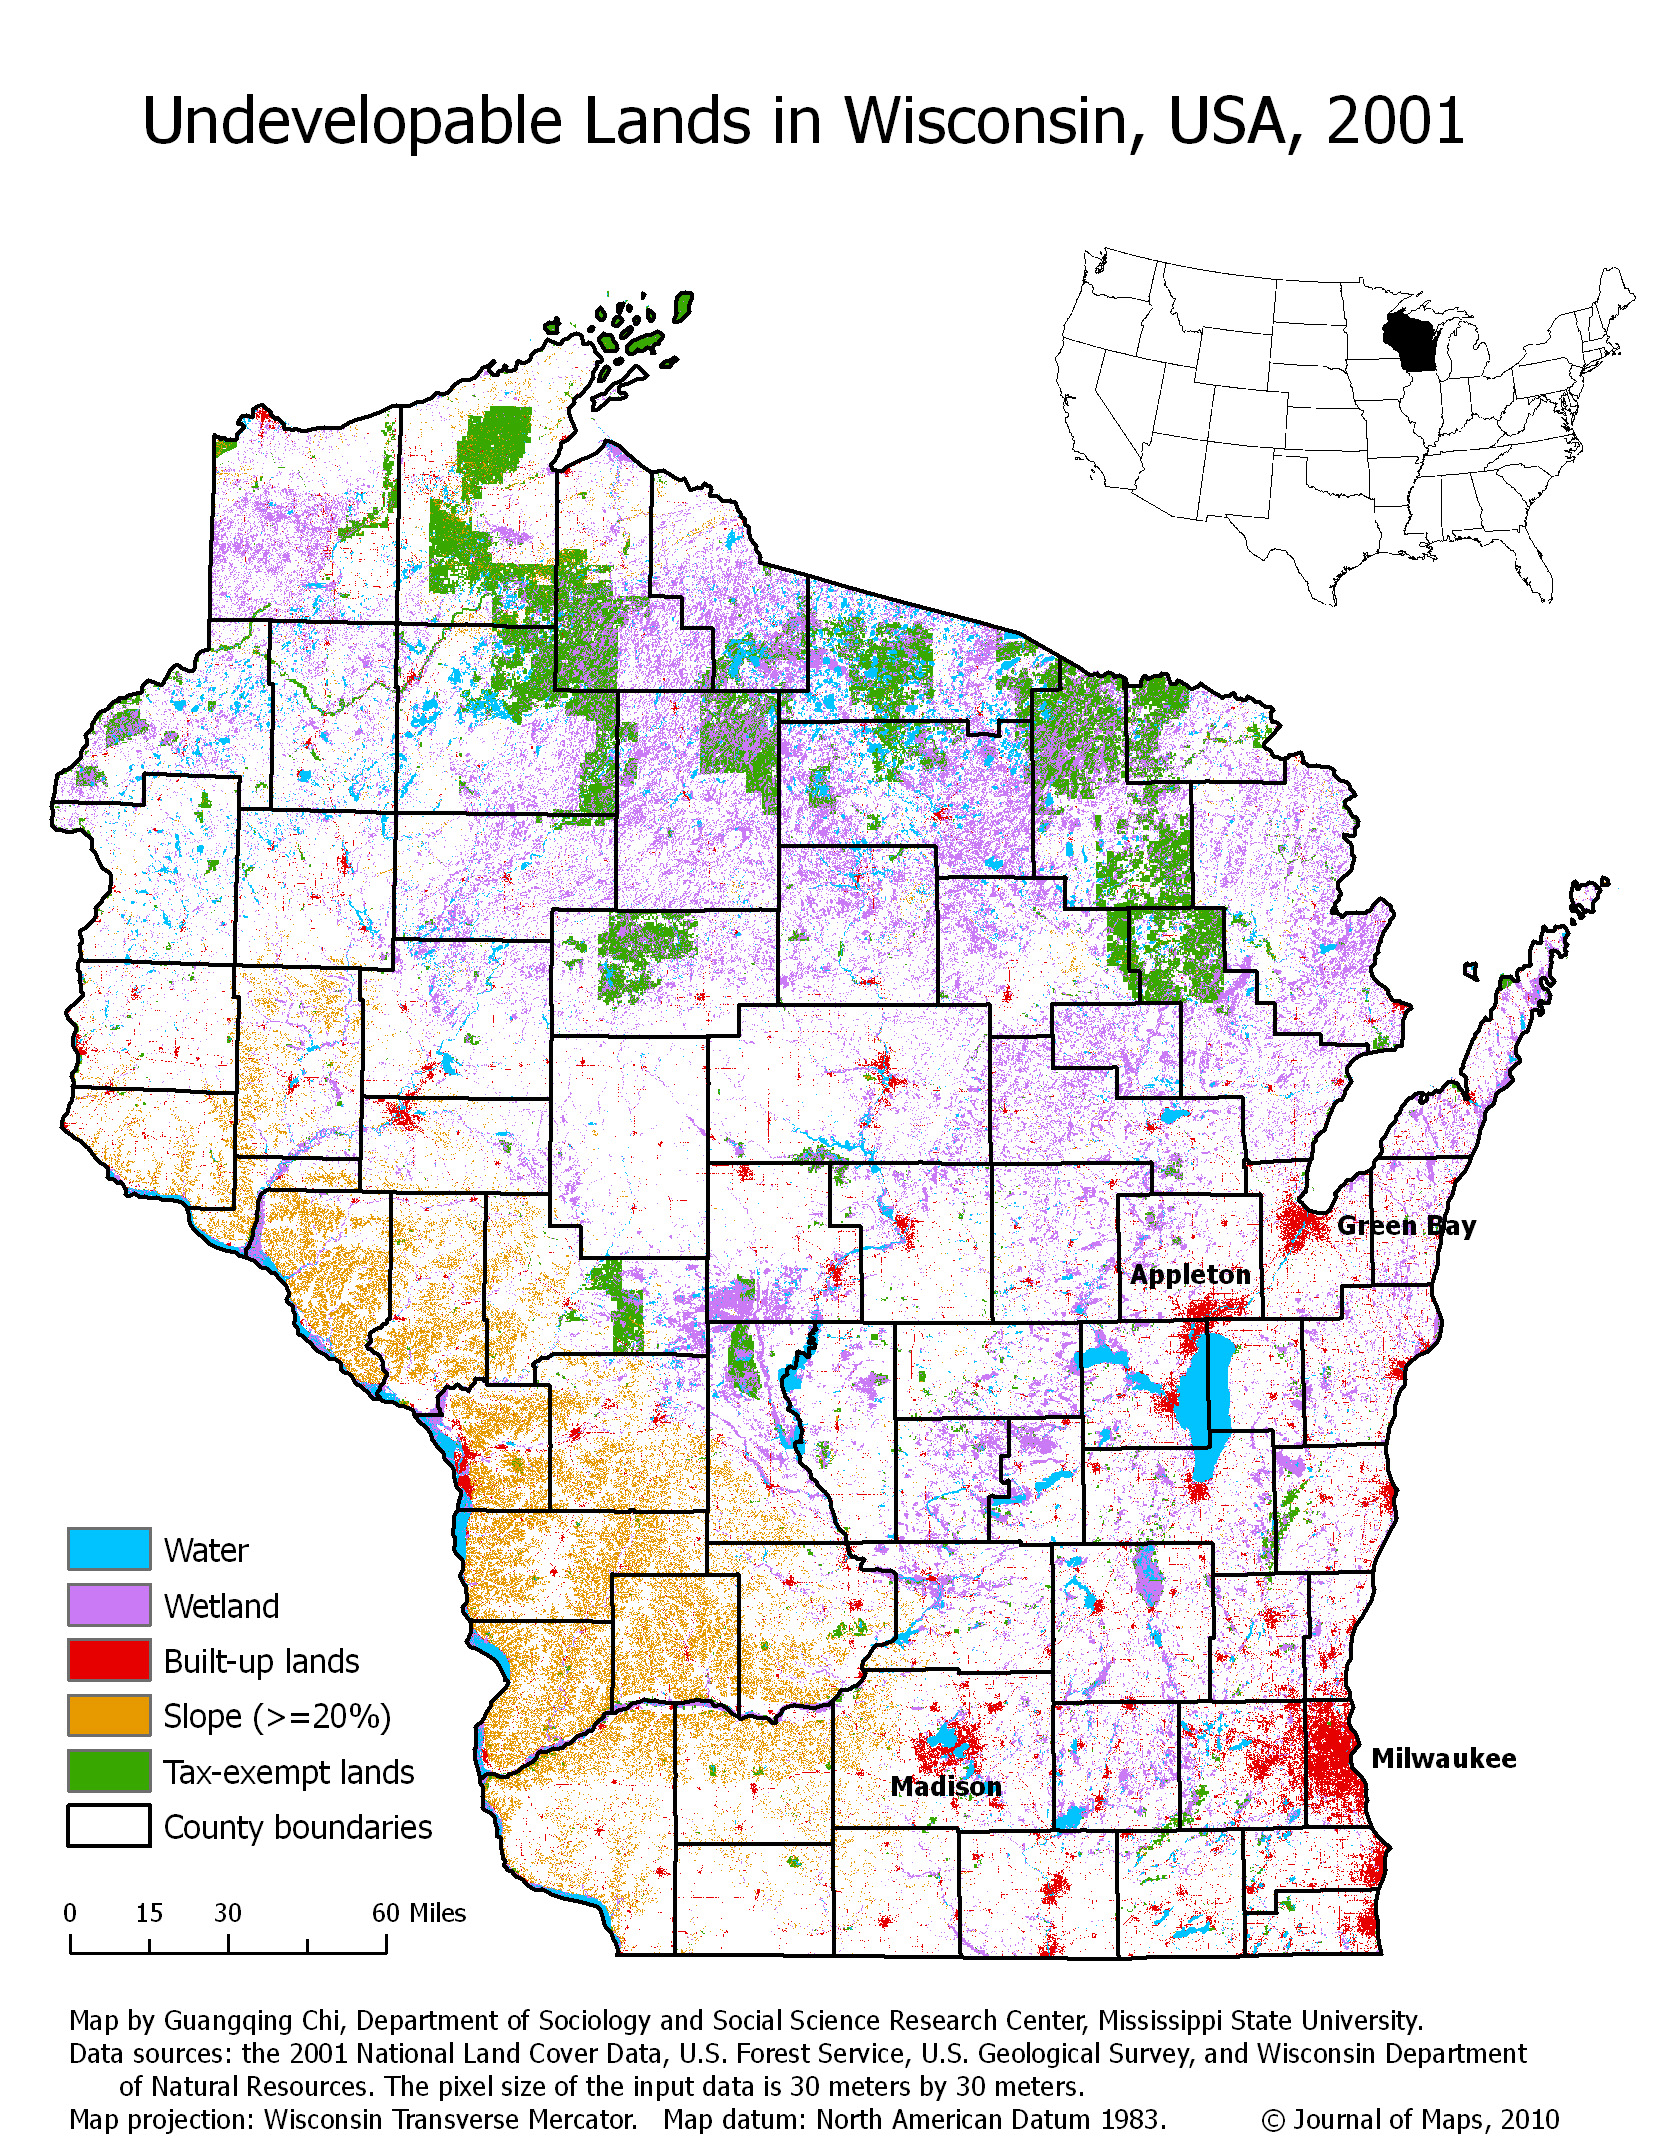 Undevelopable Lands in Wisconsin, USA, 2001
Green Bay
Appleton
Milwaukee
Madison
Water
Wetland
Built-up lands
Slope (>=20%)
Tax-exempt lands
County boundaries
0 15 30 60 Miles
Map by Guangqing Chi, Department of Sociology and Social Science Research Center, Mississippi State University.
Data sources: the 2001 National Land Cover Data, U.S. Forest Service, U.S. Geological Survey, and Wisconsin Department
of Natural Resources. The pixel size of the input data is 30 meters by 30 meters.
Map projection: Wisconsin Transverse Mercator. Map datum: North American Datum 1983. © Journal of Maps, 2010